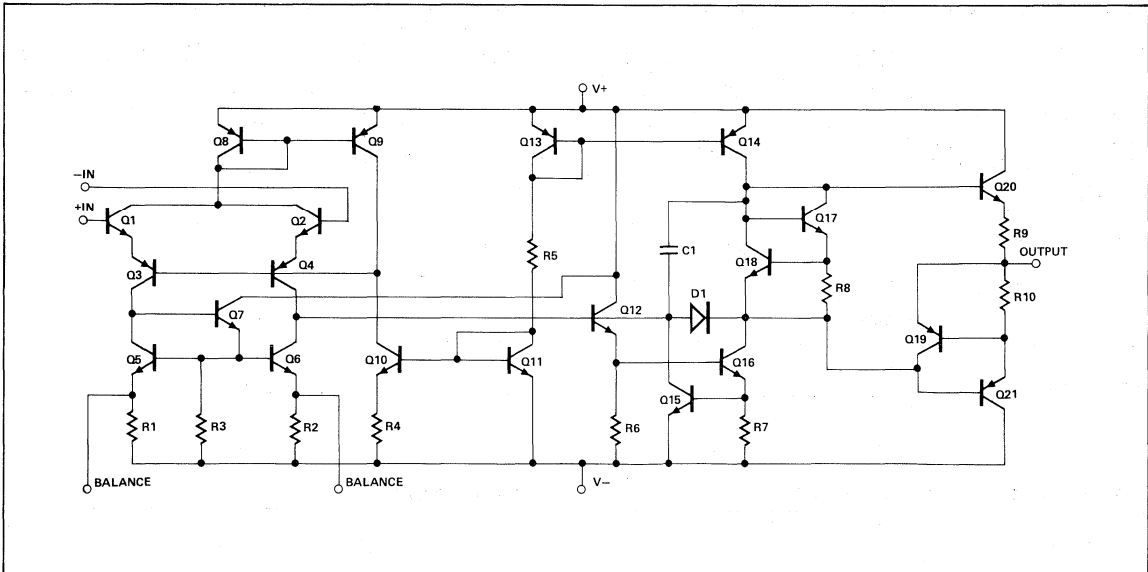 V+
Q8
Q9
Q13
Q14
−IN
+IN
Q1
Q2
Q17
Q20
R9
Q3
Q4
R5
C1
Q18
R8
OUTPUT
R10
Q7
Q12
D1
Q19
Q5
Q6
Q10
Q11
Q16
Q15
Q21
R1
R3
R2
R4
R6
R7
BALANCE
BALANCE
V−